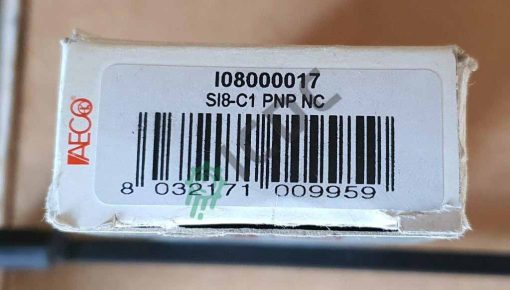 AECO
I08000017
SI8-C1 PNP NC
8 032171 009959